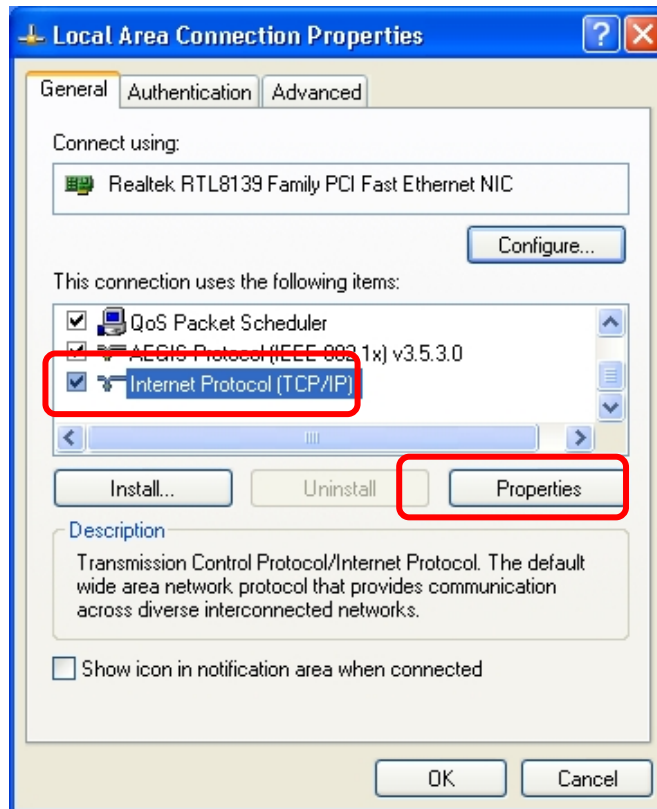 Local Area Connection Properties
General Authentication Advanced
Connect using:
Realtek RTL8139 Family PCI Fast Ethernet NIC
Configure...
This connection uses the following items:
QoS Packet Scheduler
AEGIS Protocol (IEEE 802.1x) v3.5.3.0
Internet Protocol (TCP/IP)
Install... Uninstall Properties
Description
Transmission Control Protocol/Internet Protocol. The default
wide area network protocol that provides communication
across diverse interconnected networks.
Show icon in notification area when connected
OK Cancel